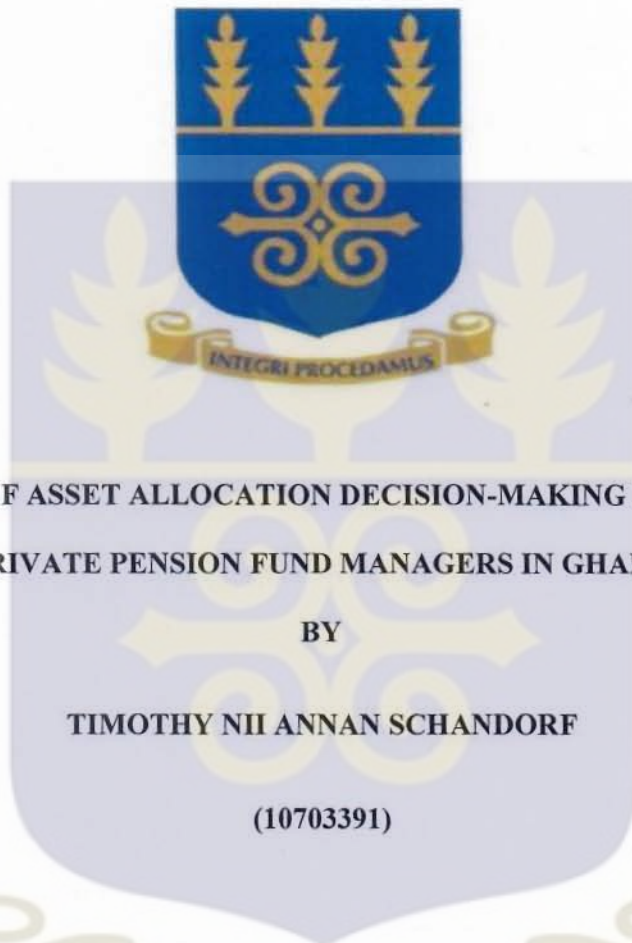 INTEGRI PROCEDAMUS
F ASSET ALLOCATION DECISION-MAKING
RIVATE PENSION FUND MANAGERS IN GHA
BY
TIMOTHY NII ANNAN SCHANDORF
(10703391)